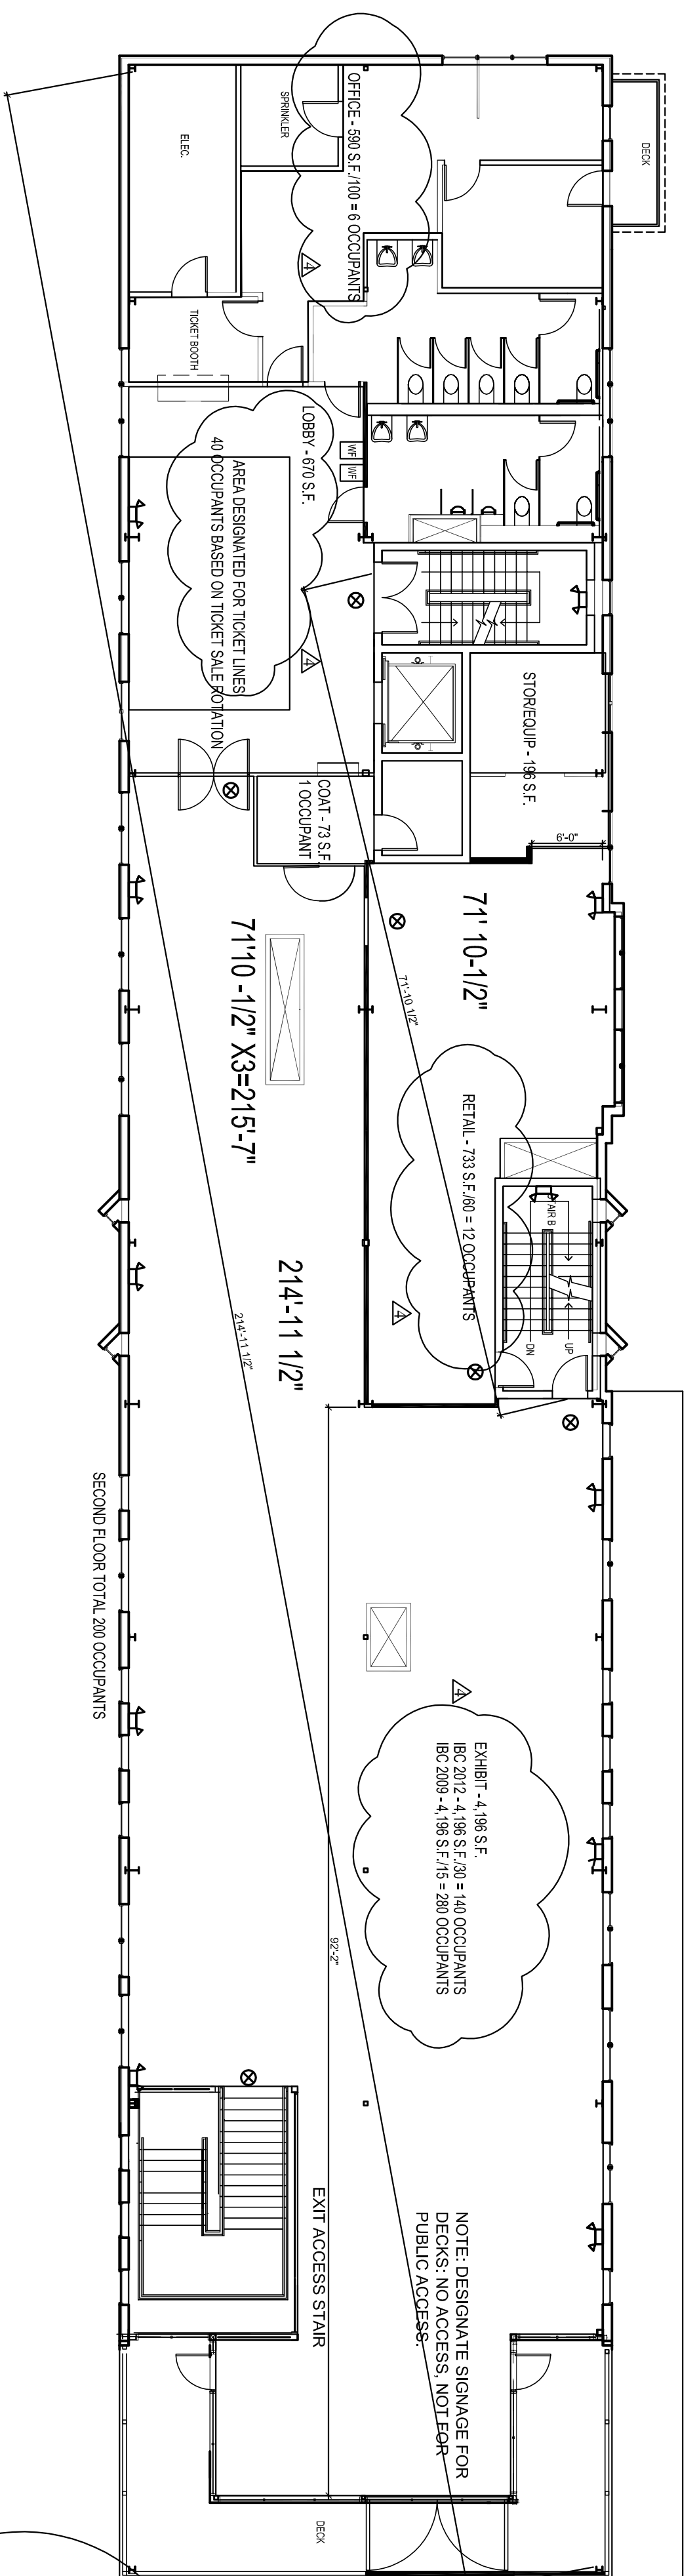 DECK
OFFICE - 590 S.F./100 = 6 OCCUPANTS
SPRINKLER
ELEC.
4
TICKET BOOTH
LOBBY - 670 S.F.
WF
WF
AREA DESIGNATED FOR TICKET LINES
40 OCCUPANTS BASED ON TICKET SALE ROTATION
4
STOR/EQUIP - 196 S.F.
COAT - 73 S.F.
1 OCCUPANT
6'-0"
71' 10-1/2"
71'-10 1/2"
71'10 -1/2" X3=215'-7"
RETAIL - 733 S.F./60 = 12 OCCUPANTS
4
STAIR B
UP
DN
214'-11 1/2"
214'-11 1/2"
SECOND FLOOR TOTAL 200 OCCUPANTS
4
EXHIBIT - 4,196 S.F.
IBC 2012 - 4,196 S.F./30 = 140 OCCUPANTS
IBC 2009 - 4,196 S.F./15 = 280 OCCUPANTS
92'-2"
EXIT ACCESS STAIR
NOTE: DESIGNATE SIGNAGE FOR
DECKS: NO ACCESS, NOT FOR
PUBLIC ACCESS.
DECK